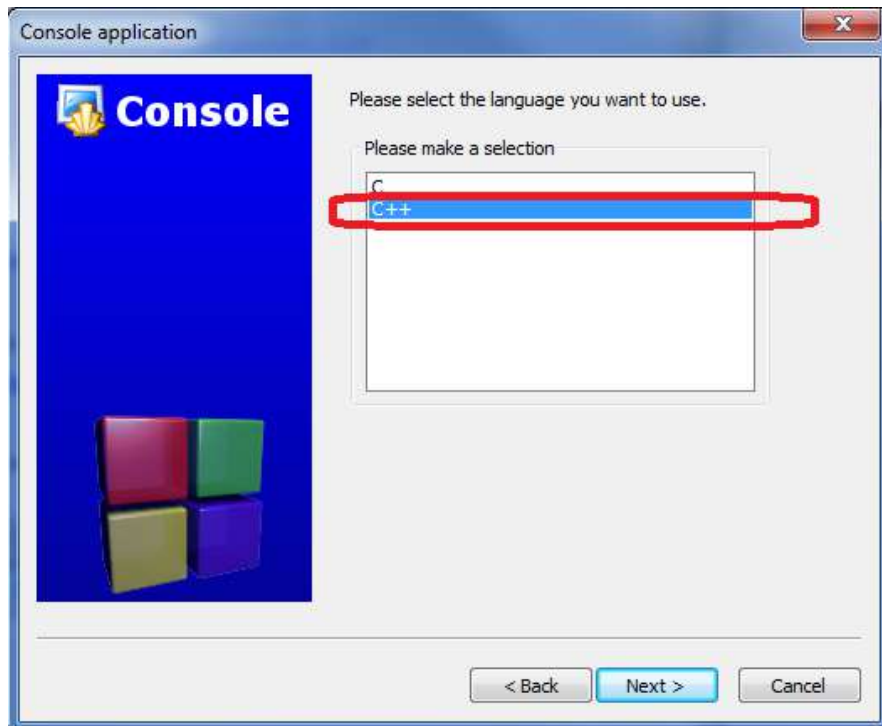 Console application
Console
Please select the language you want to use.
Please make a selection
C
C++
< Back
Next >
Cancel